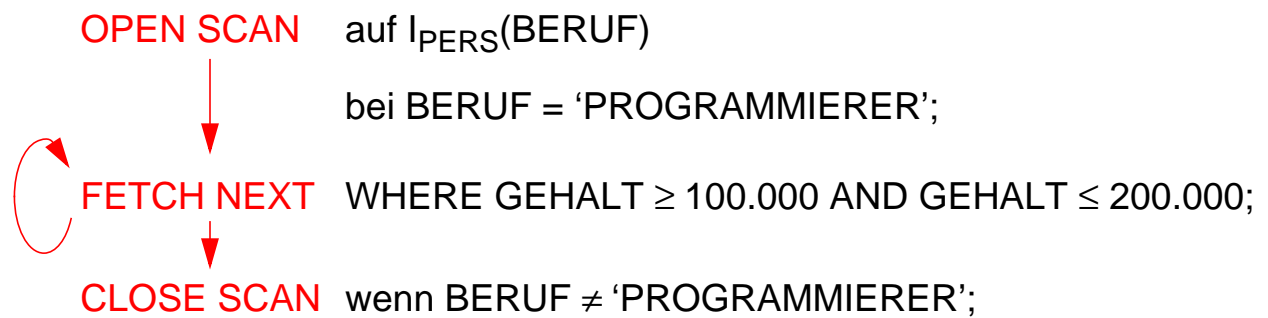 OPEN SCAN auf I_PERS(BERUF)
bei BERUF = ‘PROGRAMMIERER’;
FETCH NEXT WHERE GEHALT ≥ 100.000 AND GEHALT ≤ 200.000;
CLOSE SCAN wenn BERUF ≠ ‘PROGRAMMIERER’;